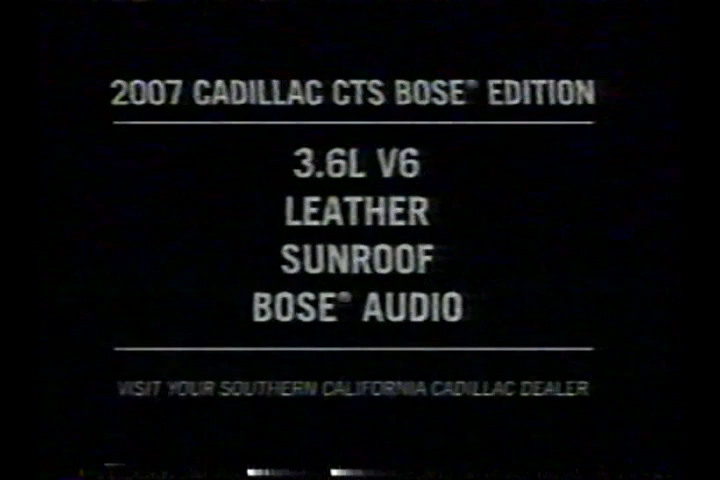 2007 CADILLAC CTS BOSE® EDITION
3.6L V6
LEATHER
SUNROOF
BOSE® AUDIO
VISIT YOUR SOUTHERN CALIFORNIA CADILLAC DEALER